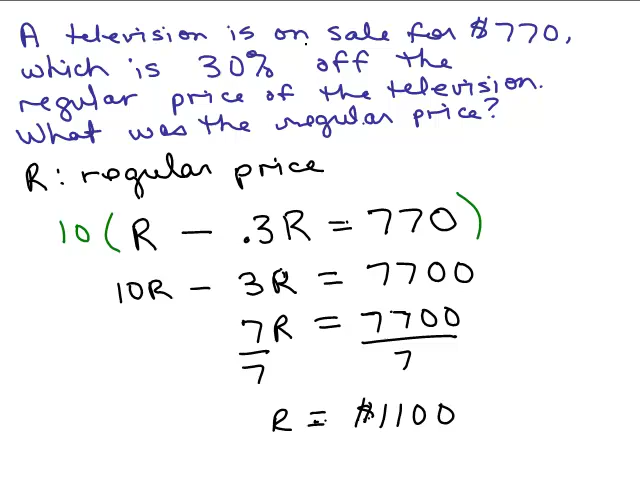 A television is on sale for $770,
which is 30% off the
regular price of the television.
What was the regular price?
R: regular price
10(R - .3R = 770)
10R - 3R = 7700
7R = 7700
7 7
R = $1100